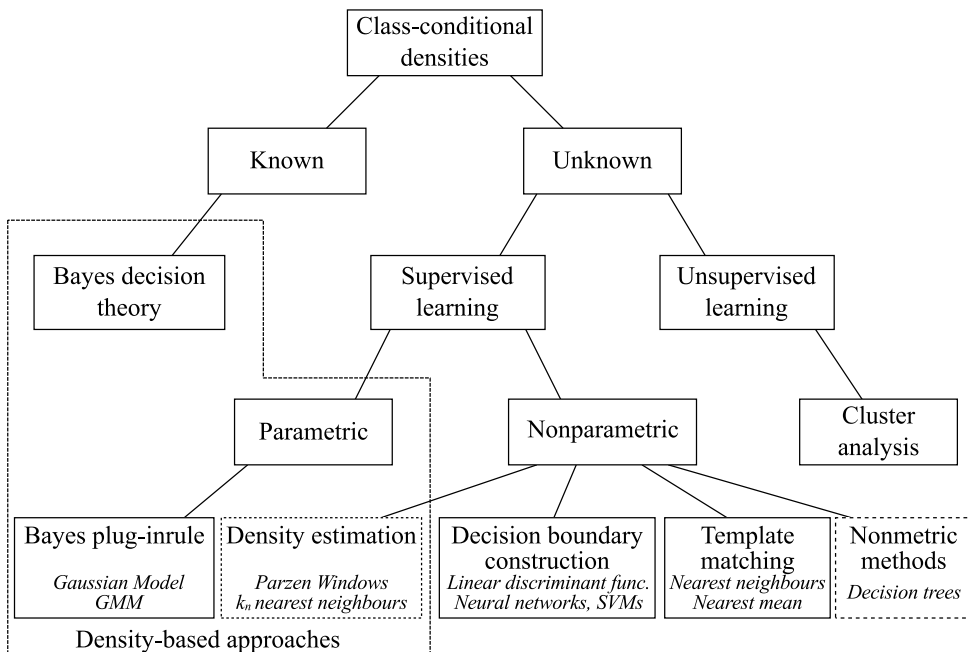 Class-conditional
densities
Known
Unknown
Bayes decision
theory
Supervised
learning
Unsupervised
learning
Parametric
Nonparametric
Cluster
analysis
Bayes plug-inrule
Gaussian Model
GMM
Density estimation
Parzen Windows
kₙ nearest neighbours
Decision boundary
construction
Linear discriminant func.
Neural networks, SVMs
Template
matching
Nearest neighbours
Nearest mean
Nonmetric
methods
Decision trees
Density-based approaches